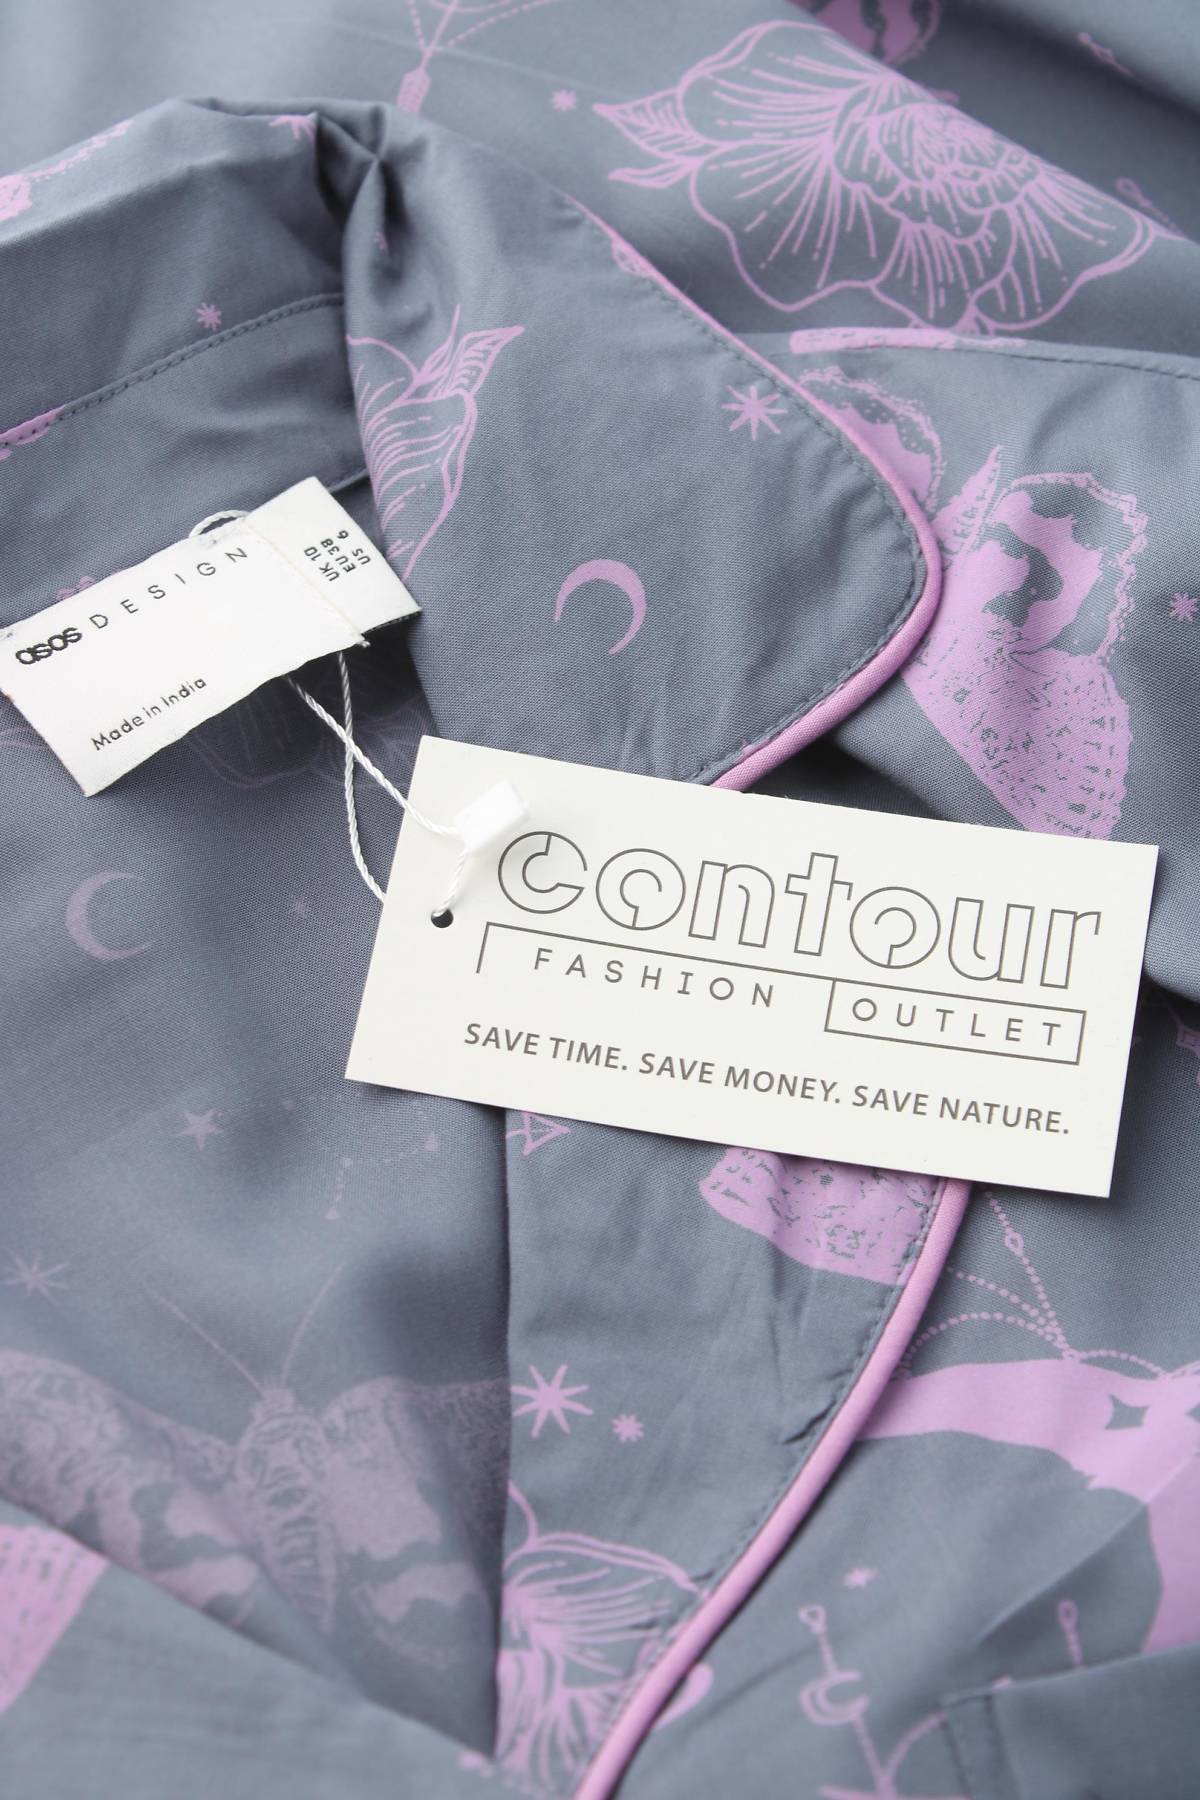 asos DESIGN
Made in India
UK 10
EU 38
US 6
contour
FASHION
OUTLET
SAVE TIME. SAVE MONEY. SAVE NATURE.